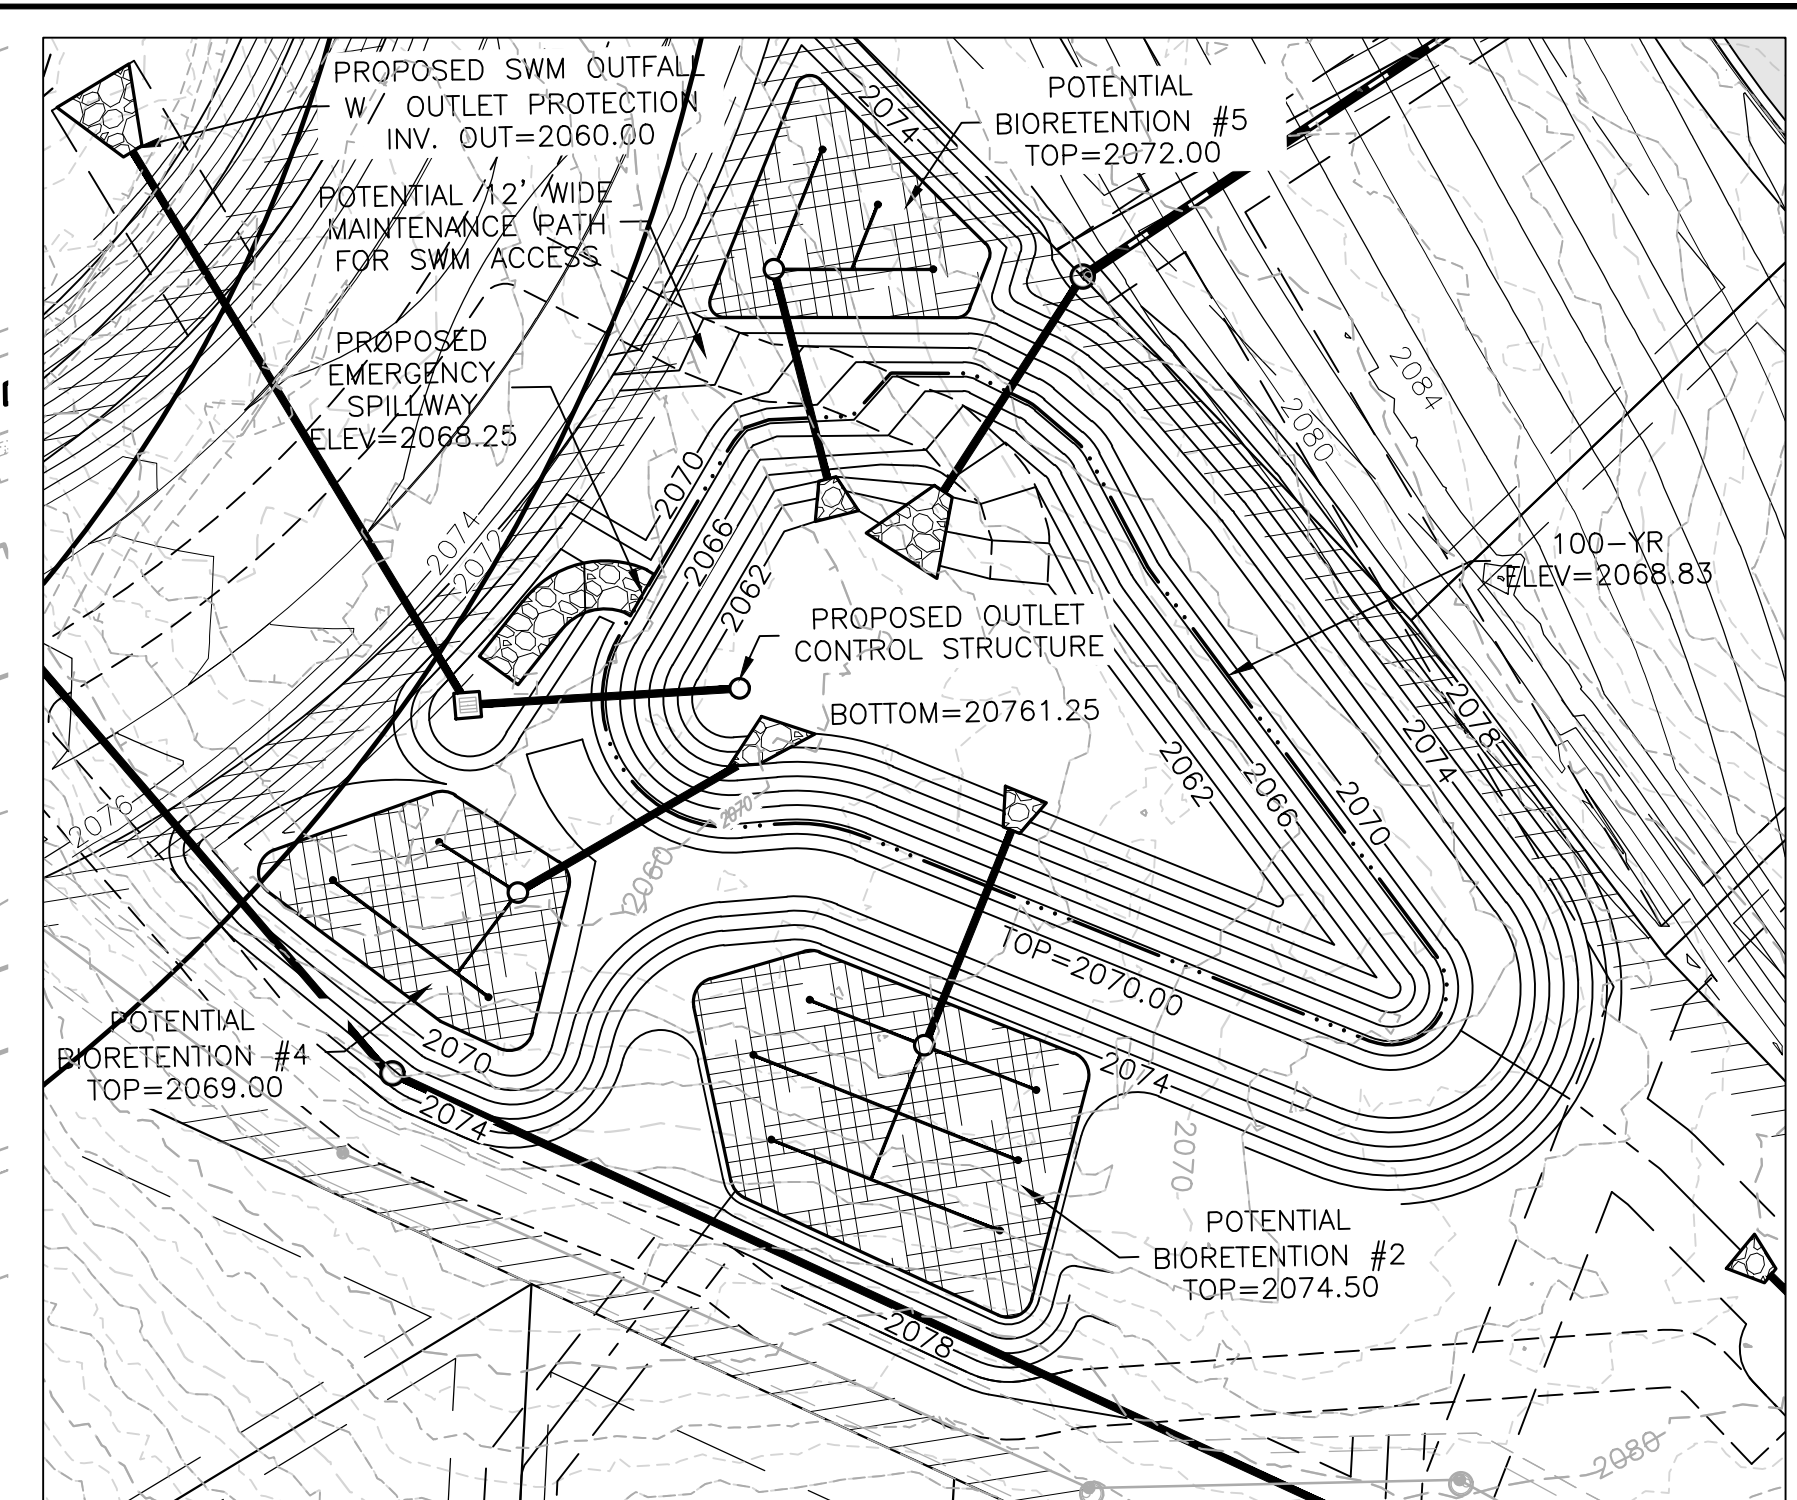 PROPOSED SWM OUTFALL
W/ OUTLET PROTECTION
INV. OUT=2060.00
POTENTIAL 12' WIDE
MAINTENANCE PATH
FOR SWM ACCESS
PROPOSED
EMERGENCY
SPILLWAY
ELEV=2068.25
2074
POTENTIAL
BIORETENTION #5
TOP=2072.00
2084
2080
2070
2066
2062
2074
2072
100-YR
ELEV=2068.83
PROPOSED OUTLET
CONTROL STRUCTURE
BOTTOM=20761.25
2078
2074
2070
2066
2062
2076
2070
2060
TOP=2070.00
POTENTIAL
BIORETENTION #4
TOP=2069.00
2070
2074
2074
2070
POTENTIAL
BIORETENTION #2
TOP=2074.50
2078
2080